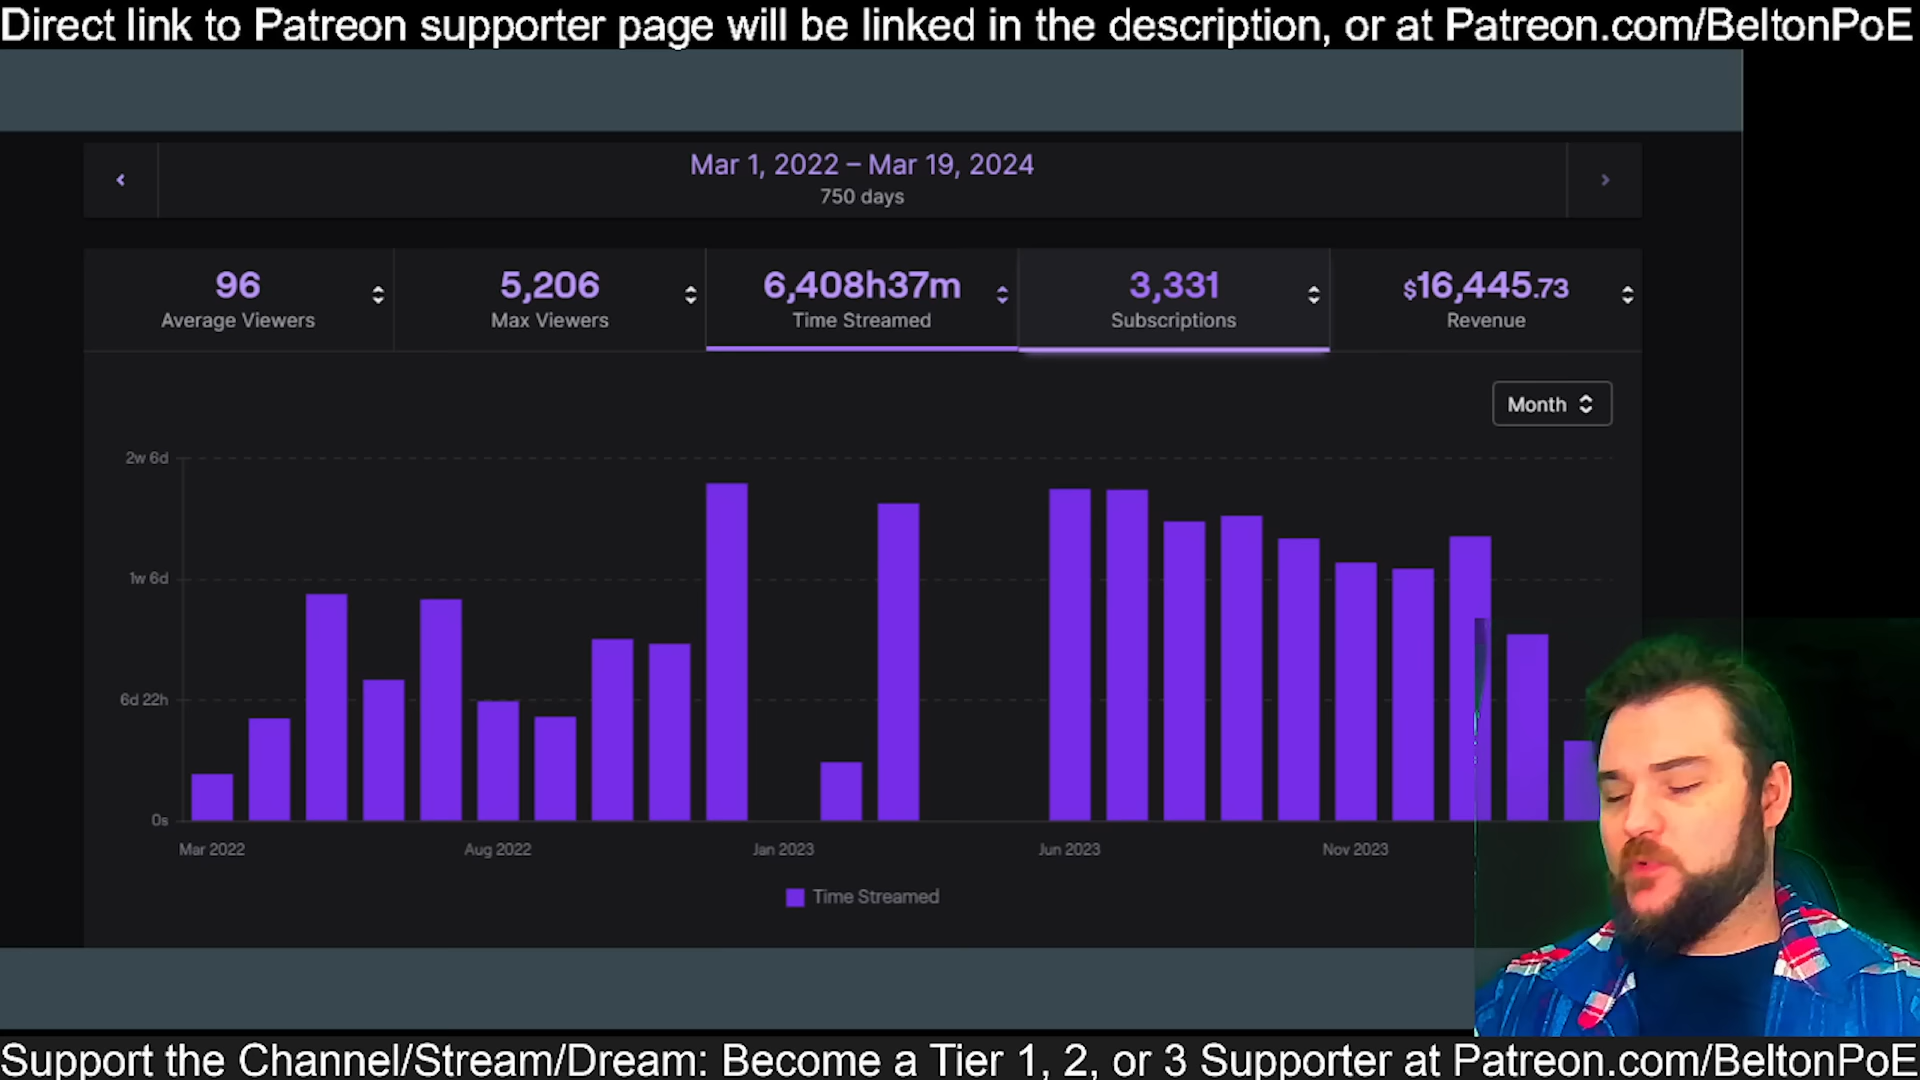 Direct link to Patreon supporter page will be linked in the description, or at Patreon.com/BeltonPoE
Mar 1, 2022 – Mar 19, 2024
750 days
96
Average Viewers
5,206
Max Viewers
6,408h37m
Time Streamed
3,331
Subscriptions
$16,445.73
Revenue
Month
2w 6d
1w 6d
6d 22h
0s
Mar 2022
Aug 2022
Jan 2023
Jun 2023
Nov 2023
Time Streamed
Support the Channel/Stream/Dream: Become a Tier 1, 2, or 3 Supporter at Patreon.com/BeltonPoE